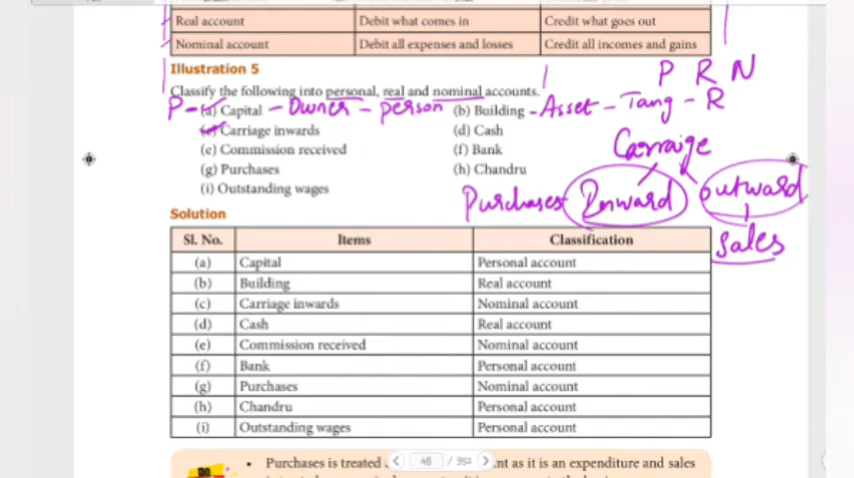 Real account Debit what comes in Credit what goes out
Nominal account Debit all expenses and losses Credit all incomes and gains
Illustration 5
P R N
Classify the following into personal, real and nominal accounts.
P - (a) Capital - Owner - person (b) Building - Asset - Tang - R
(c) Carriage inwards (d) Cash
Carraige
(e) Commission received (f) Bank
(g) Purchases (h) Chandru
(i) Outstanding wages
Purchases Inward outward
Sales
Solution
Sl. No. Items Classification
(a) Capital Personal account
(b) Building Real account
(c) Carriage inwards Nominal account
(d) Cash Real account
(e) Commission received Nominal account
(f) Bank Personal account
(g) Purchases Nominal account
(h) Chandru Personal account
(i) Outstanding wages Personal account
• Purchases is treated nt as it is an expenditure and sales
48 / 352